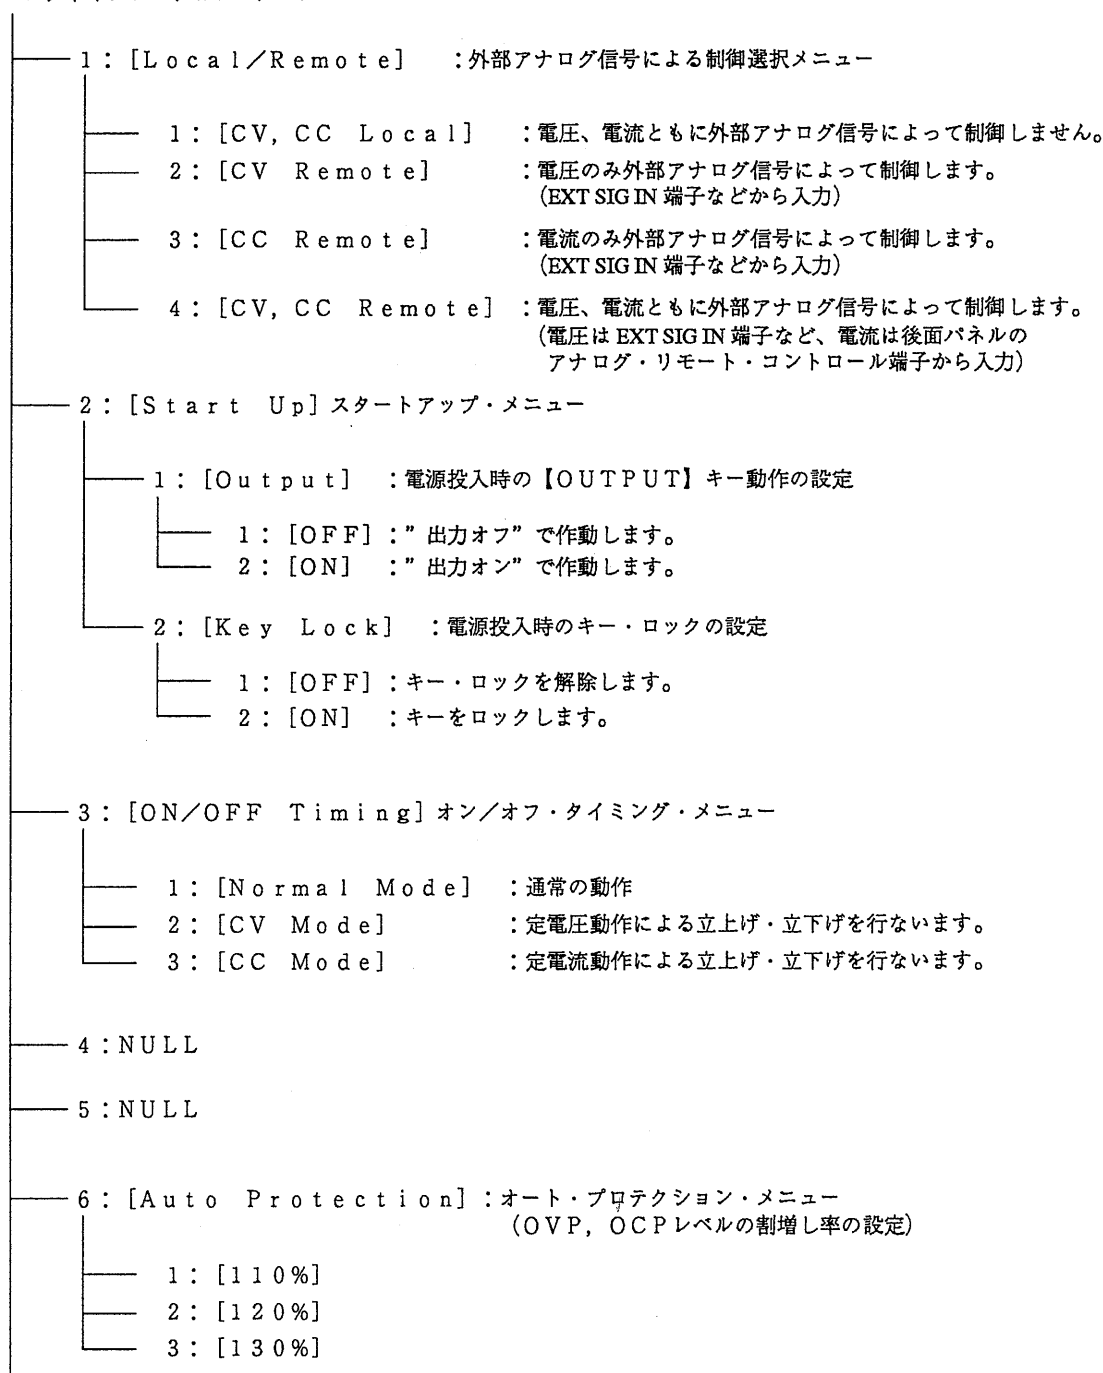 1：[Local／Remote]　：外部アナログ信号による制御選択メニュー
1：[CV, CC Local]　：電圧、電流ともに外部アナログ信号によって制御しません。
2：[CV Remote]　：電圧のみ外部アナログ信号によって制御します。
(EXT SIG IN 端子などから入力)
3：[CC Remote]　：電流のみ外部アナログ信号によって制御します。
(EXT SIG IN 端子などから入力)
4：[CV, CC Remote]　：電圧、電流ともに外部アナログ信号によって制御します。
(電圧は EXT SIG IN 端子など、電流は後面パネルの
アナログ・リモート・コントロール端子から入力)
2：[Start Up] スタートアップ・メニュー
1：[Output]　：電源投入時の【OUTPUT】キー動作の設定
1：[OFF]：”出力オフ”で作動します。
2：[ON]　：”出力オン”で作動します。
2：[Key Lock]　：電源投入時のキー・ロックの設定
1：[OFF]：キー・ロックを解除します。
2：[ON]　：キーをロックします。
3：[ON／OFF Timing] オン／オフ・タイミング・メニュー
1：[Normal Mode]　：通常の動作
2：[CV Mode]　：定電圧動作による立上げ・立下げを行ないます。
3：[CC Mode]　：定電流動作による立上げ・立下げを行ないます。
4：NULL
5：NULL
6：[Auto Protection]：オート・プロテクション・メニュー
(OVP, OCPレベルの割増し率の設定)
1：[110%]
2：[120%]
3：[130%]